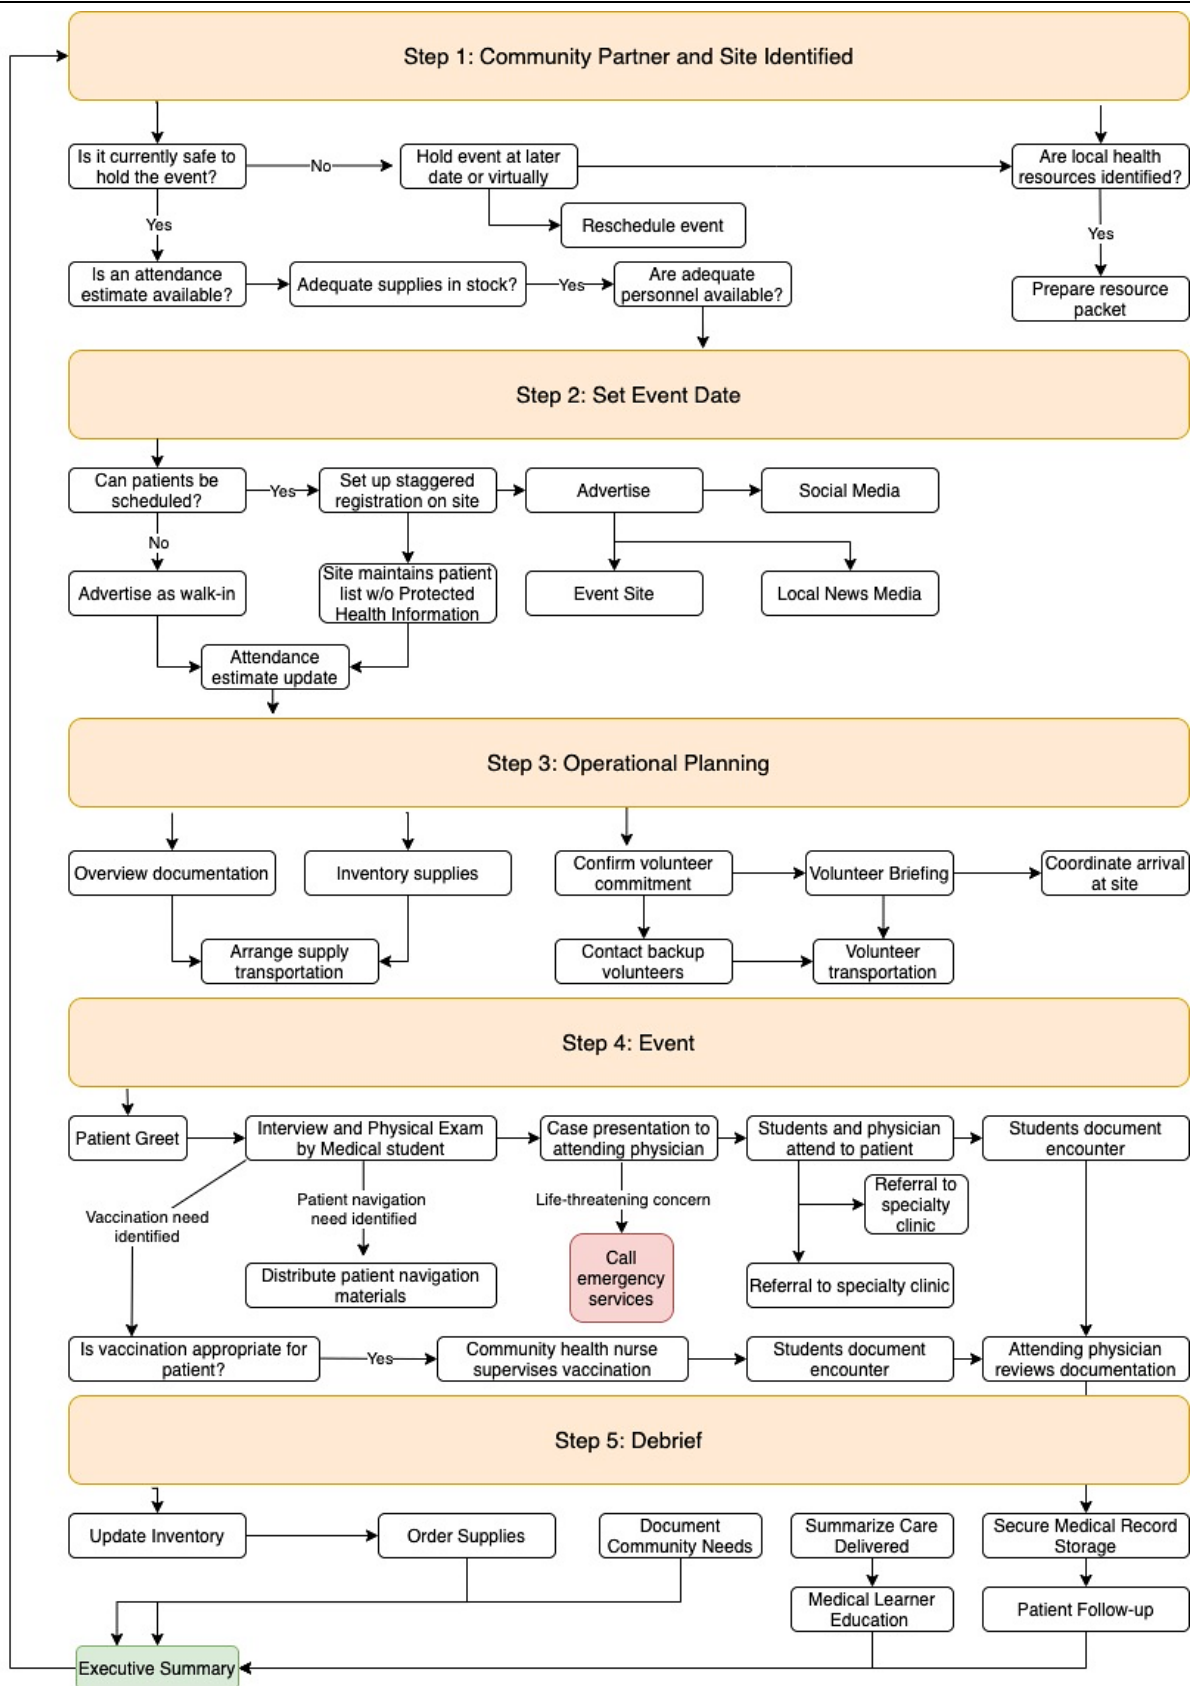 Step 1: Community Partner and Site Identified
Is it currently safe to
hold the event?
No
Hold event at later
date or virtually
Are local health
resources identified?
Yes
Reschedule event
Yes
Is an attendance
estimate available?
Adequate supplies in stock?
Yes
Are adequate
personnel available?
Prepare resource
packet
Step 2: Set Event Date
Can patients be
scheduled?
Yes
Set up staggered
registration on site
Advertise
Social Media
No
Advertise as walk-in
Site maintains patient
list w/o Protected
Health Information
Event Site
Local News Media
Attendance
estimate update
Step 3: Operational Planning
Overview documentation
Inventory supplies
Confirm volunteer
commitment
Volunteer Briefing
Coordinate arrival
at site
Arrange supply
transportation
Contact backup
volunteers
Volunteer
transportation
Step 4: Event
Patient Greet
Interview and Physical Exam
by Medical student
Case presentation to
attending physician
Students and physician
attend to patient
Students document
encounter
Vaccination need
identified
Patient navigation
need identified
Life-threatening concern
Referral to
specialty
clinic
Distribute patient navigation
materials
Call
emergency
services
Referral to specialty clinic
Is vaccination appropriate for
patient?
Yes
Community health nurse
supervises vaccination
Students document
encounter
Attending physician
reviews documentation
Step 5: Debrief
Update Inventory
Order Supplies
Document
Community Needs
Summarize Care
Delivered
Secure Medical Record
Storage
Medical Learner
Education
Patient Follow-up
Executive Summary